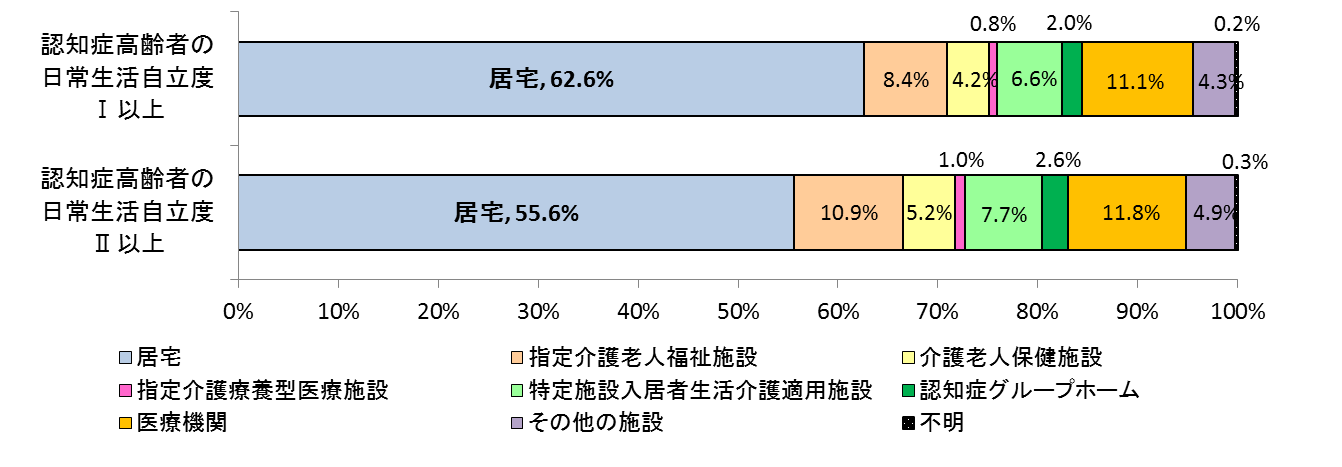 0.8%
2.0%
0.2%
認知症高齢者の
日常生活自立度
Ⅰ以上
居宅, 62.6%
8.4%
4.2%
6.6%
11.1%
4.3%
1.0%
2.6%
0.3%
認知症高齢者の
日常生活自立度
Ⅱ以上
居宅, 55.6%
10.9%
5.2%
7.7%
11.8%
4.9%
0%
10%
20%
30%
40%
50%
60%
70%
80%
90%
100%
居宅
指定介護老人福祉施設
介護老人保健施設
指定介護療養型医療施設
特定施設入居者生活介護適用施設
認知症グループホーム
医療機関
その他の施設
不明